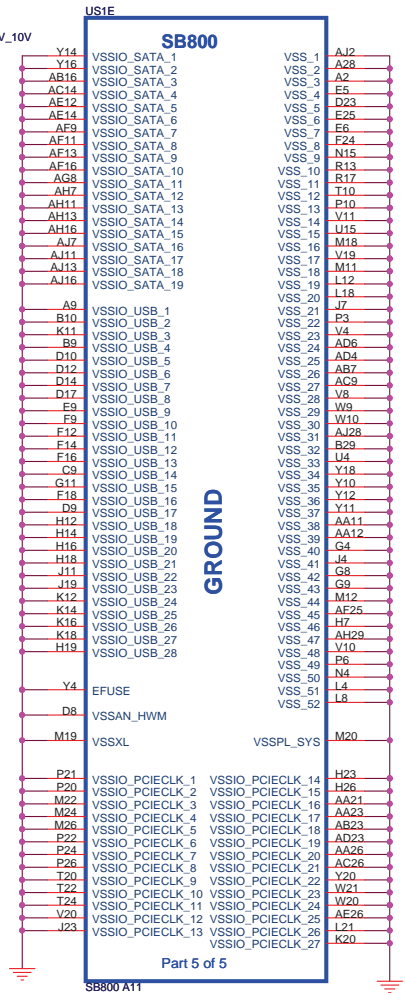 V_10V
US1E
SB800
Y14 VSSIO_SATA_1
Y16 VSSIO_SATA_2
AB16 VSSIO_SATA_3
AC14 VSSIO_SATA_4
AE12 VSSIO_SATA_5
AE14 VSSIO_SATA_6
AF9 VSSIO_SATA_7
AF11 VSSIO_SATA_8
AF13 VSSIO_SATA_9
AF16 VSSIO_SATA_10
AG8 VSSIO_SATA_11
AH7 VSSIO_SATA_12
AH11 VSSIO_SATA_13
AH13 VSSIO_SATA_14
AH16 VSSIO_SATA_15
AJ7 VSSIO_SATA_16
AJ11 VSSIO_SATA_17
AJ13 VSSIO_SATA_18
AJ16 VSSIO_SATA_19
A9 VSSIO_USB_1
B10 VSSIO_USB_2
K11 VSSIO_USB_3
B9 VSSIO_USB_4
D10 VSSIO_USB_5
D12 VSSIO_USB_6
D14 VSSIO_USB_7
D17 VSSIO_USB_8
E9 VSSIO_USB_9
F9 VSSIO_USB_10
F12 VSSIO_USB_11
F14 VSSIO_USB_12
F16 VSSIO_USB_13
C9 VSSIO_USB_14
G11 VSSIO_USB_15
F18 VSSIO_USB_16
D9 VSSIO_USB_17
H12 VSSIO_USB_18
H14 VSSIO_USB_19
H16 VSSIO_USB_20
H18 VSSIO_USB_21
J11 VSSIO_USB_22
J19 VSSIO_USB_23
K12 VSSIO_USB_24
K14 VSSIO_USB_25
K16 VSSIO_USB_26
K18 VSSIO_USB_27
H19 VSSIO_USB_28
Y4 EFUSE
D8 VSSAN_HWM
M19 VSSXL
P21 VSSIO_PCIECLK_1
P20 VSSIO_PCIECLK_2
M22 VSSIO_PCIECLK_3
M24 VSSIO_PCIECLK_4
M26 VSSIO_PCIECLK_5
P22 VSSIO_PCIECLK_6
P24 VSSIO_PCIECLK_7
P26 VSSIO_PCIECLK_8
T20 VSSIO_PCIECLK_9
T22 VSSIO_PCIECLK_10
T24 VSSIO_PCIECLK_11
V20 VSSIO_PCIECLK_12
J23 VSSIO_PCIECLK_13
GROUND
VSS_1 AJ2
VSS_2 A28
VSS_3 A2
VSS_4 E5
VSS_5 D23
VSS_6 E25
VSS_7 E6
VSS_8 F24
VSS_9 N15
VSS_10 R13
VSS_11 R17
VSS_12 T10
VSS_13 P10
VSS_14 V11
VSS_15 U15
VSS_16 M18
VSS_17 V19
VSS_18 M11
VSS_19 L12
VSS_20 L18
VSS_21 J7
VSS_22 P3
VSS_23 V4
VSS_24 AD6
VSS_25 AD4
VSS_26 AB7
VSS_27 AC9
VSS_28 V8
VSS_29 W9
VSS_30 W10
VSS_31 AJ28
VSS_32 B29
VSS_33 U4
VSS_34 Y18
VSS_35 Y10
VSS_36 Y12
VSS_37 Y11
VSS_38 AA11
VSS_39 AA12
VSS_40 G4
VSS_41 J4
VSS_42 G8
VSS_43 G9
VSS_44 M12
VSS_45 AF25
VSS_46 H7
VSS_47 AH29
VSS_48 V10
VSS_49 P6
VSS_50 N4
VSS_51 L4
VSS_52 L8
VSSPL_SYS M20
VSSIO_PCIECLK_14 H23
VSSIO_PCIECLK_15 H26
VSSIO_PCIECLK_16 AA21
VSSIO_PCIECLK_17 AA23
VSSIO_PCIECLK_18 AB23
VSSIO_PCIECLK_19 AD23
VSSIO_PCIECLK_20 AA26
VSSIO_PCIECLK_21 AC26
VSSIO_PCIECLK_22 Y20
VSSIO_PCIECLK_23 W21
VSSIO_PCIECLK_24 W20
VSSIO_PCIECLK_25 AE26
VSSIO_PCIECLK_26 L21
VSSIO_PCIECLK_27 K20
Part 5 of 5
SB800 A11